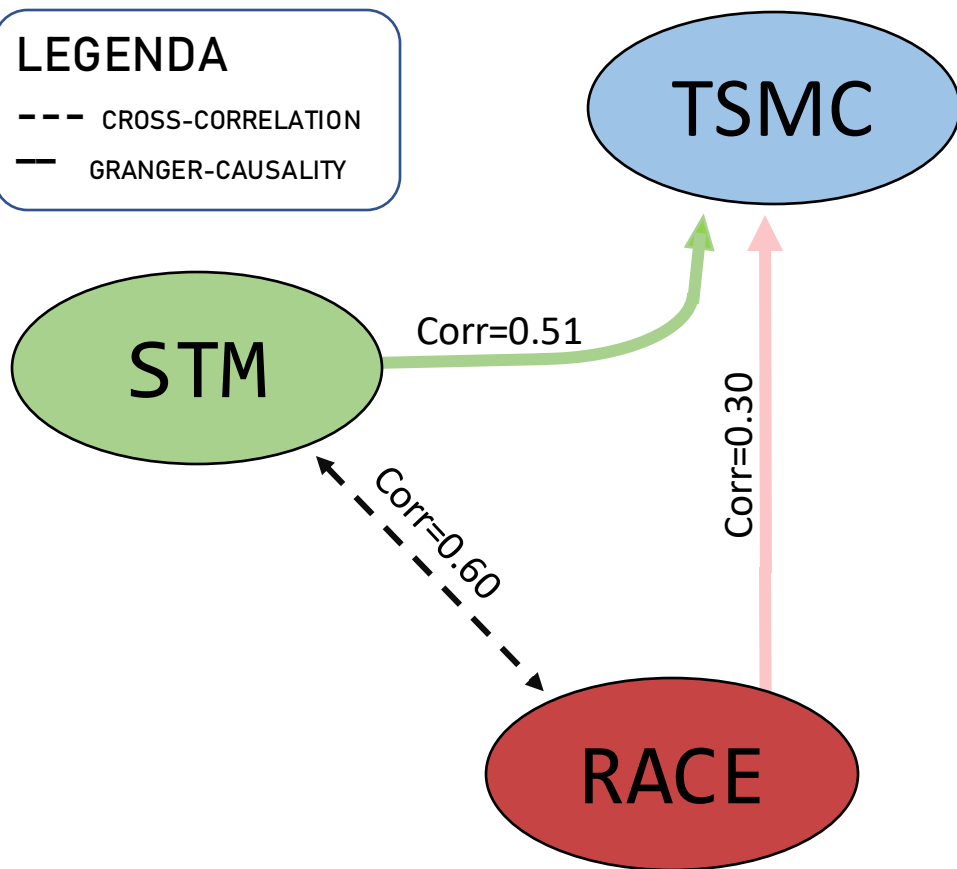 LEGENDA
CROSS-CORRELATION
GRANGER-CAUSALITY
TSMC
STM
Corr=0.51
Corr=0.30
Corr=0.60
RACE